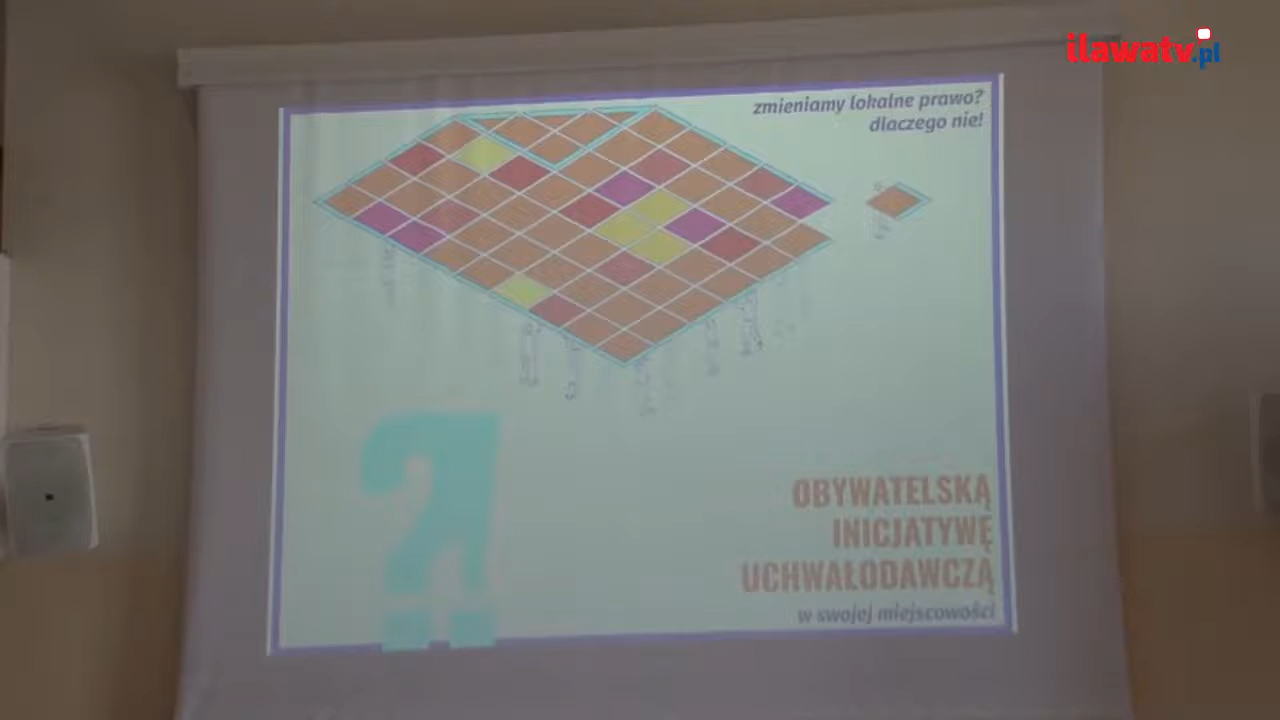 ilawatv.pl
zmieniamy lokalne prawo?
dlaczego nie!
?!
OBYWATELSKĄ
INICJATYWĘ
UCHWAŁODAWCZĄ
w swojej miejscowości